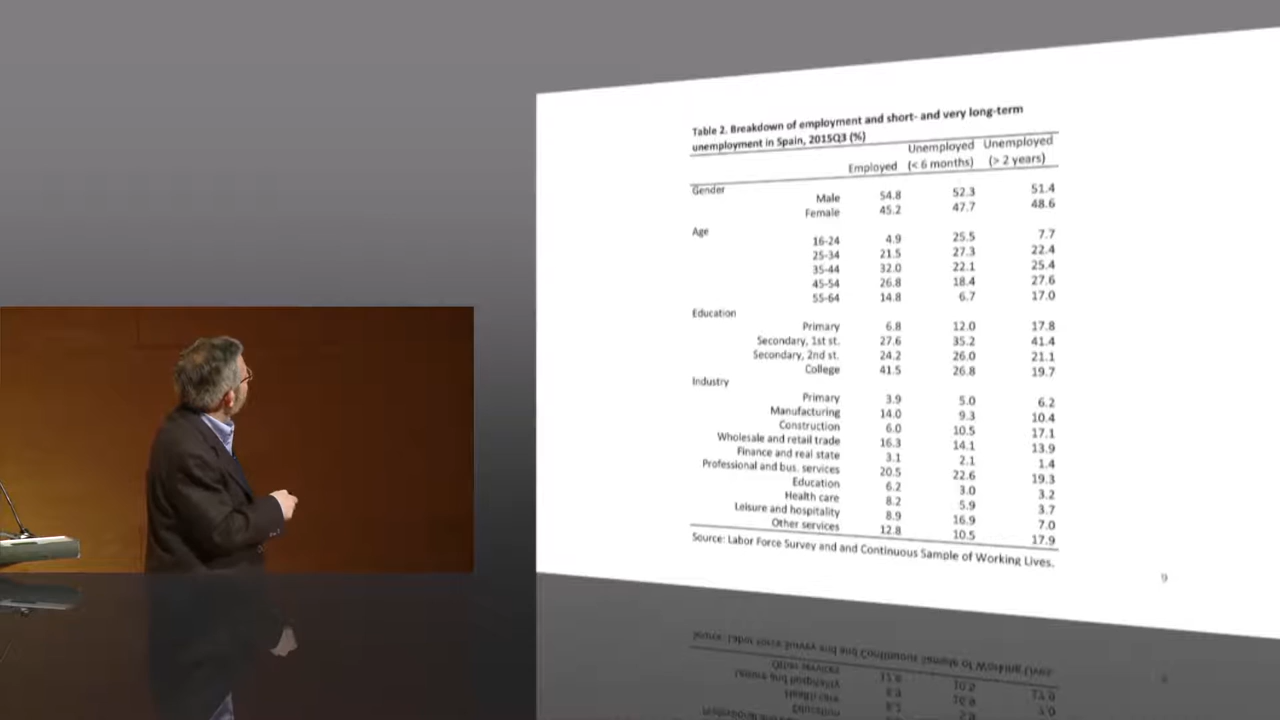 Table 2. Breakdown of employment and short- and very long-term
unemployment in Spain, 2015Q3 (%)
Employed Unemployed (< 6 months) Unemployed (> 2 years)
Gender
Male 54.8 52.3 51.4
Female 45.2 47.7 48.6
Age
16-24 4.9 25.5 7.7
25-34 21.5 27.3 22.4
35-44 32.0 22.1 25.4
45-54 26.8 18.4 27.6
55-64 14.8 6.7 17.0
Education
Primary 6.8 12.0 17.8
Secondary, 1st st. 27.6 35.2 41.4
Secondary, 2nd st. 24.2 26.0 21.1
College 41.5 26.8 19.7
Industry
Primary 3.9 5.0 6.2
Manufacturing 14.0 9.3 10.4
Construction 6.0 10.5 17.1
Wholesale and retail trade 16.3 14.1 13.9
Finance and real state 3.1 2.1 1.4
Professional and bus. services 20.5 22.6 19.3
Education 6.2 3.0 3.2
Health care 8.2 5.9 3.7
Leisure and hospitality 8.9 16.9 7.0
Other services 12.8 10.5 17.9
Source: Labor Force Survey and and Continuous Sample of Working Lives.
9